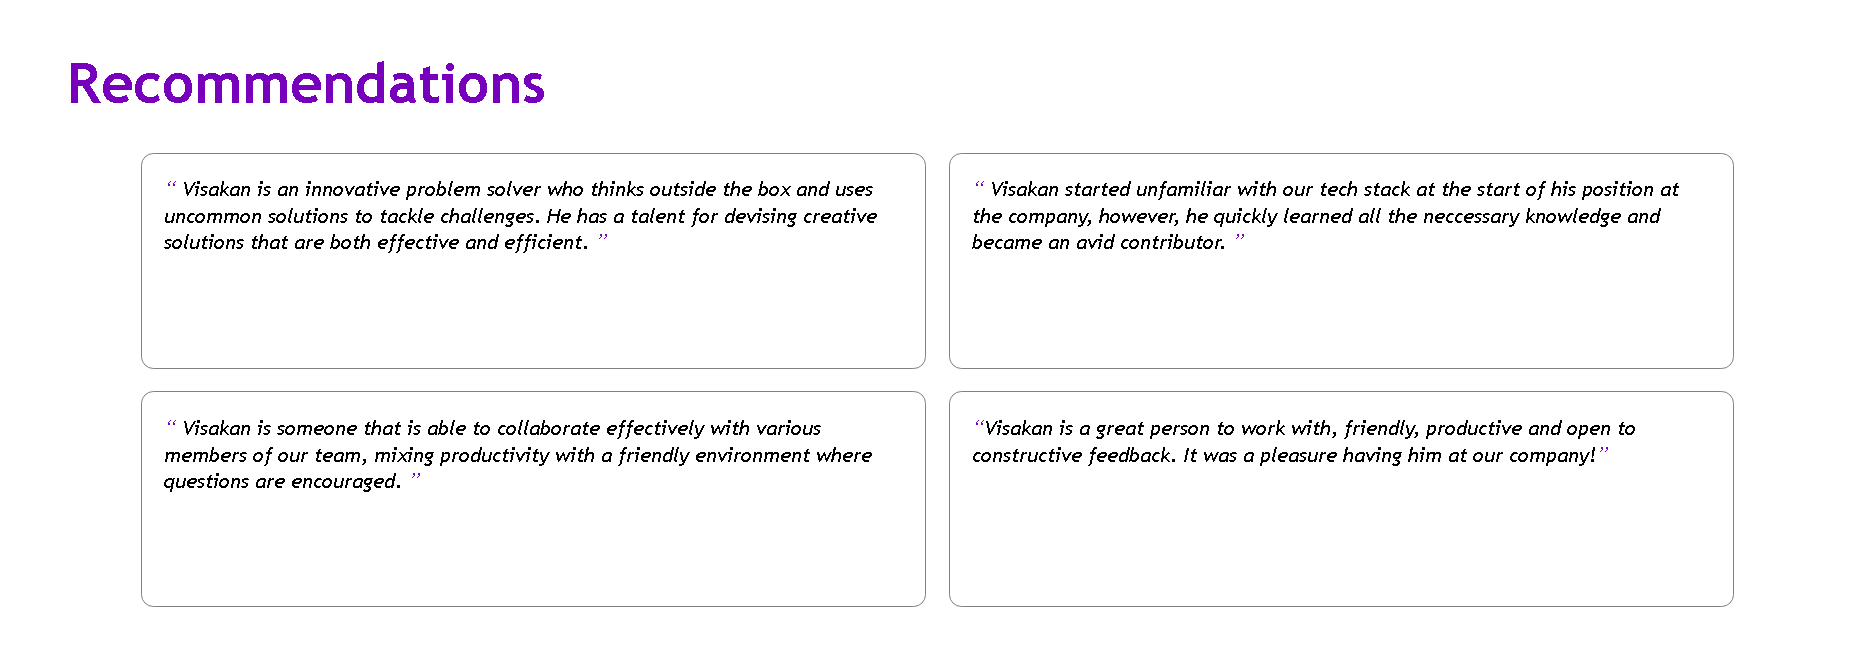 Recommendations
“ Visakan is an innovative problem solver who thinks outside the box and uses
uncommon solutions to tackle challenges. He has a talent for devising creative
solutions that are both effective and efficient. ”
“ Visakan started unfamiliar with our tech stack at the start of his position at
the company, however, he quickly learned all the neccessary knowledge and
became an avid contributor. ”
“ Visakan is someone that is able to collaborate effectively with various
members of our team, mixing productivity with a friendly environment where
questions are encouraged. ”
“Visakan is a great person to work with, friendly, productive and open to
constructive feedback. It was a pleasure having him at our company!”